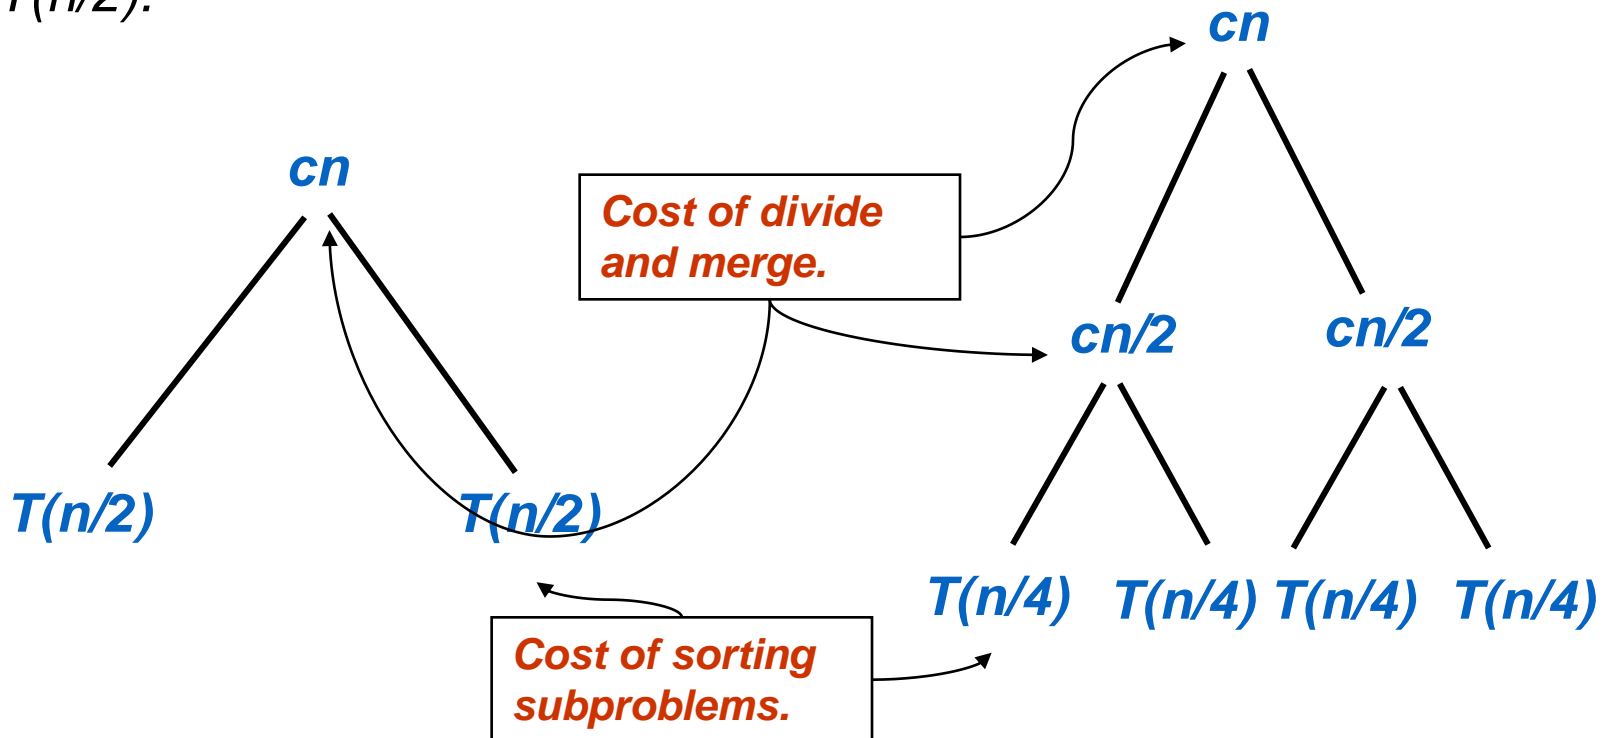 T(n/2).
cn
cn
Cost of divide
and merge.
cn/2
cn/2
T(n/2)
T(n/2)
T(n/4)
T(n/4)
T(n/4)
T(n/4)
Cost of sorting
subproblems.